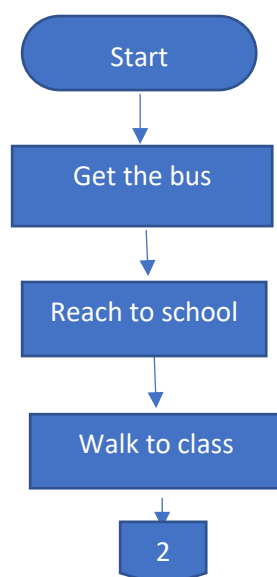 Start
Get the bus
Reach to school
Walk to class
2